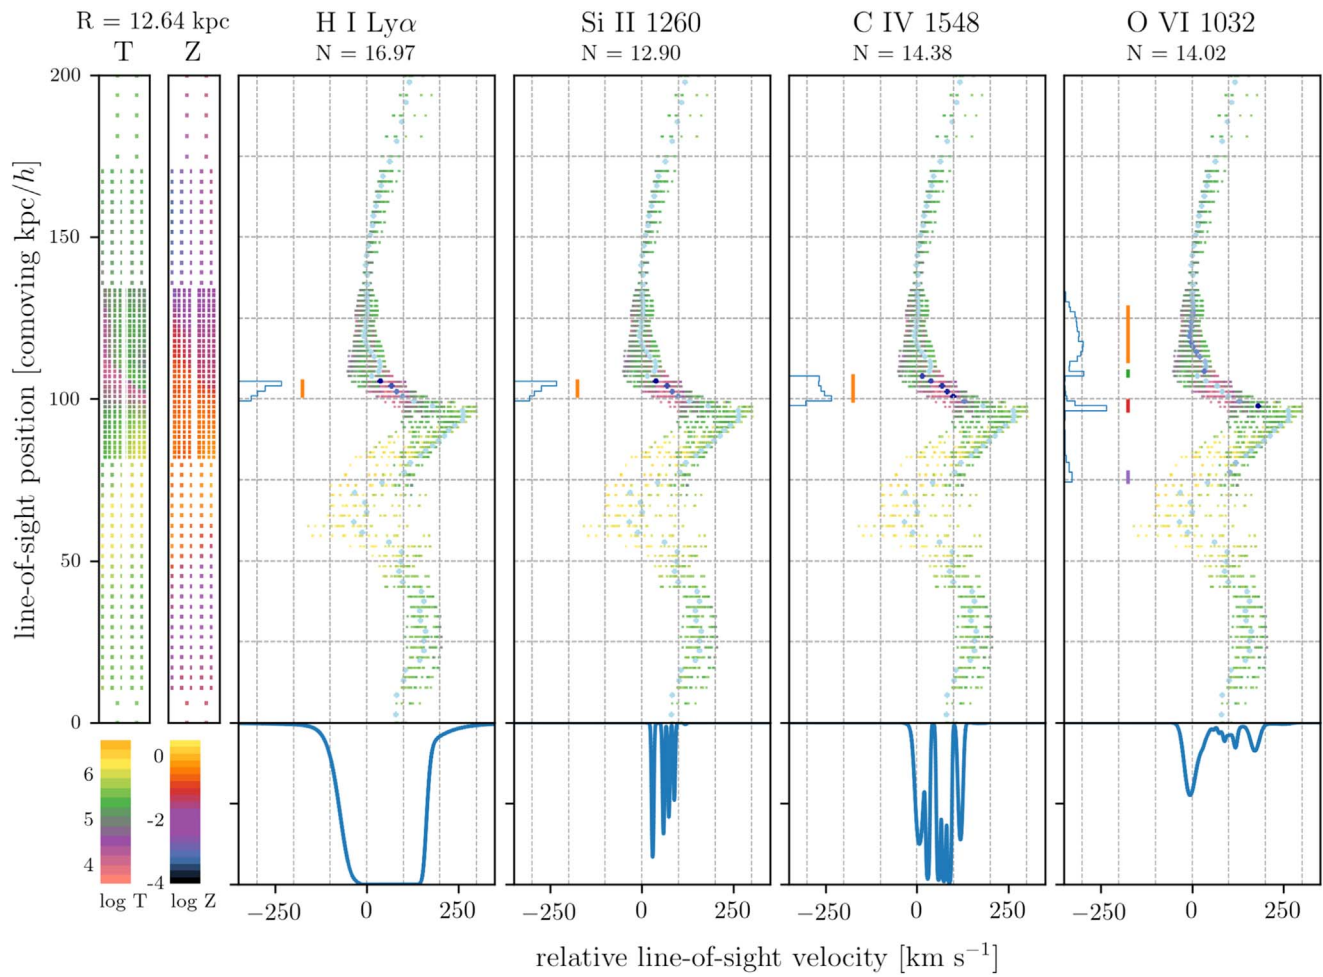 R = 12.64 kpc
T Z
H I Lyα
N = 16.97
Si II 1260
N = 12.90
C IV 1548
N = 14.38
O VI 1032
N = 14.02
line-of-sight position [comoving kpc/h]
200
150
100
50
0
6
5
4
log T
0
-2
-4
log Z
−250 0 250
−250 0 250
−250 0 250
−250 0 250
relative line-of-sight velocity [km s⁻¹]